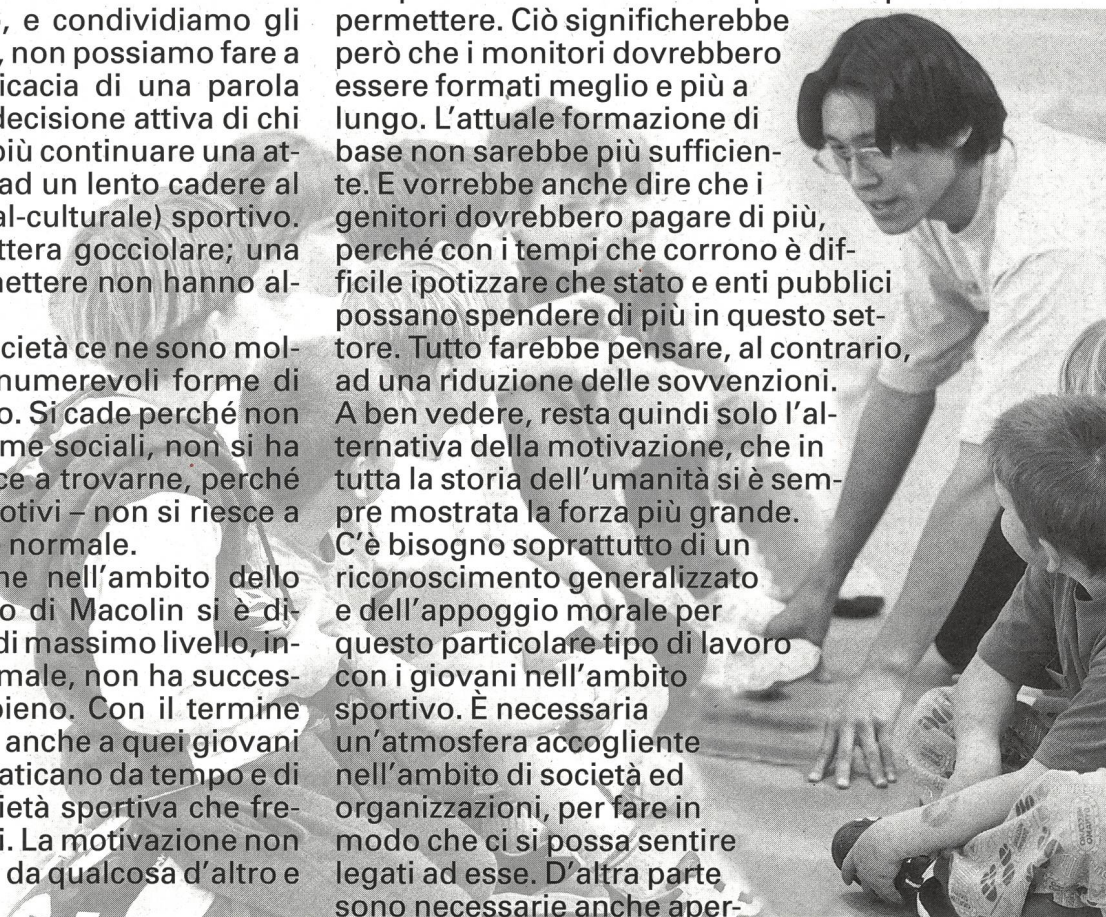 , e condividiamo gli
, non possiamo fare a
icacia di una parola
decisione attiva di chi
più continuare una at-
ad un lento cadere al
al-culturale) sportivo.
ttera gocciolare; una
mettere non hanno al-
cietà ce ne sono mol-
numerevoli forme di
o. Si cade perché non
me sociali, non si ha
ce a trovarne, perché
otivi – non si riesce a
normale.
ne nell'ambito dello
o di Macolin si è di-
di massimo livello, in-
male, non ha succes-
pieno. Con il termine
anche a quei giovani
aticano da tempo e di
ietà sportiva che fre-
i. La motivazione non
da qualcosa d'altro e
permettere. Ciò significherebbe
però che i monitori dovrebbero
essere formati meglio e più a
lungo. L'attuale formazione di
base non sarebbe più sufficien-
te. E vorrebbe anche dire che i
genitori dovrebbero pagare di più,
perché con i tempi che corrono è dif-
ficile ipotizzare che stato e enti pubblici
possano spendere di più in questo set-
tore. Tutto farebbe pensare, al contrario,
ad una riduzione delle sovvenzioni.
A ben vedere, resta quindi solo l'al-
ternativa della motivazione, che in
tutta la storia dell'umanità si è sem-
pre mostrata la forza più grande.
C'è bisogno soprattutto di un
riconoscimento generalizzato
e dell'appoggio morale per
questo particolare tipo di lavoro
con i giovani nell'ambito
sportivo. È necessaria
un'atmosfera accogliente
nell'ambito di società ed
organizzazioni, per fare in
modo che ci si possa sentire
legati ad esse. D'altra parte
sono necessarie anche aper-